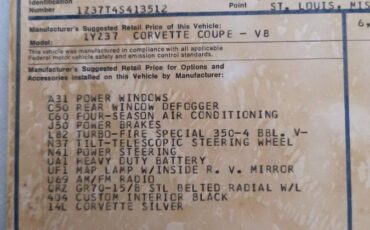 Identification
Number 1Z37T4S413512 Point ST. LOUIS, MIS
Manufacturer's Suggested Retail Price of this Vehicle: 6,
Model: 1YZ37 CORVETTE COUPE - V8
This vehicle was manufactured in compliance with all applicable
Federal motor vehicle safety and emission control standards.
Manufacturer's Suggested Retail Price for Options and
Accessories installed on this Vehicle by Manufacturer:
A31 POWER WINDOWS
C50 REAR WINDOW DEFOGGER
C60 FOUR-SEASON AIR CONDITIONING
J50 POWER BRAKES
L82 TURBO-FIRE SPECIAL 350-4 BBL. V-
N37 TILT-TELESCOPIC STEERING WHEEL
N41 POWER STEERING
UA1 HEAVY DUTY BATTERY
UF1 MAP LAMP W/INSIDE R. V. MIRROR
U69 AM/FM RADIO
QRZ GR70-15/B STL BELTED RADIAL W/L
404 CUSTOM INTERIOR BLACK
14L CORVETTE SILVER